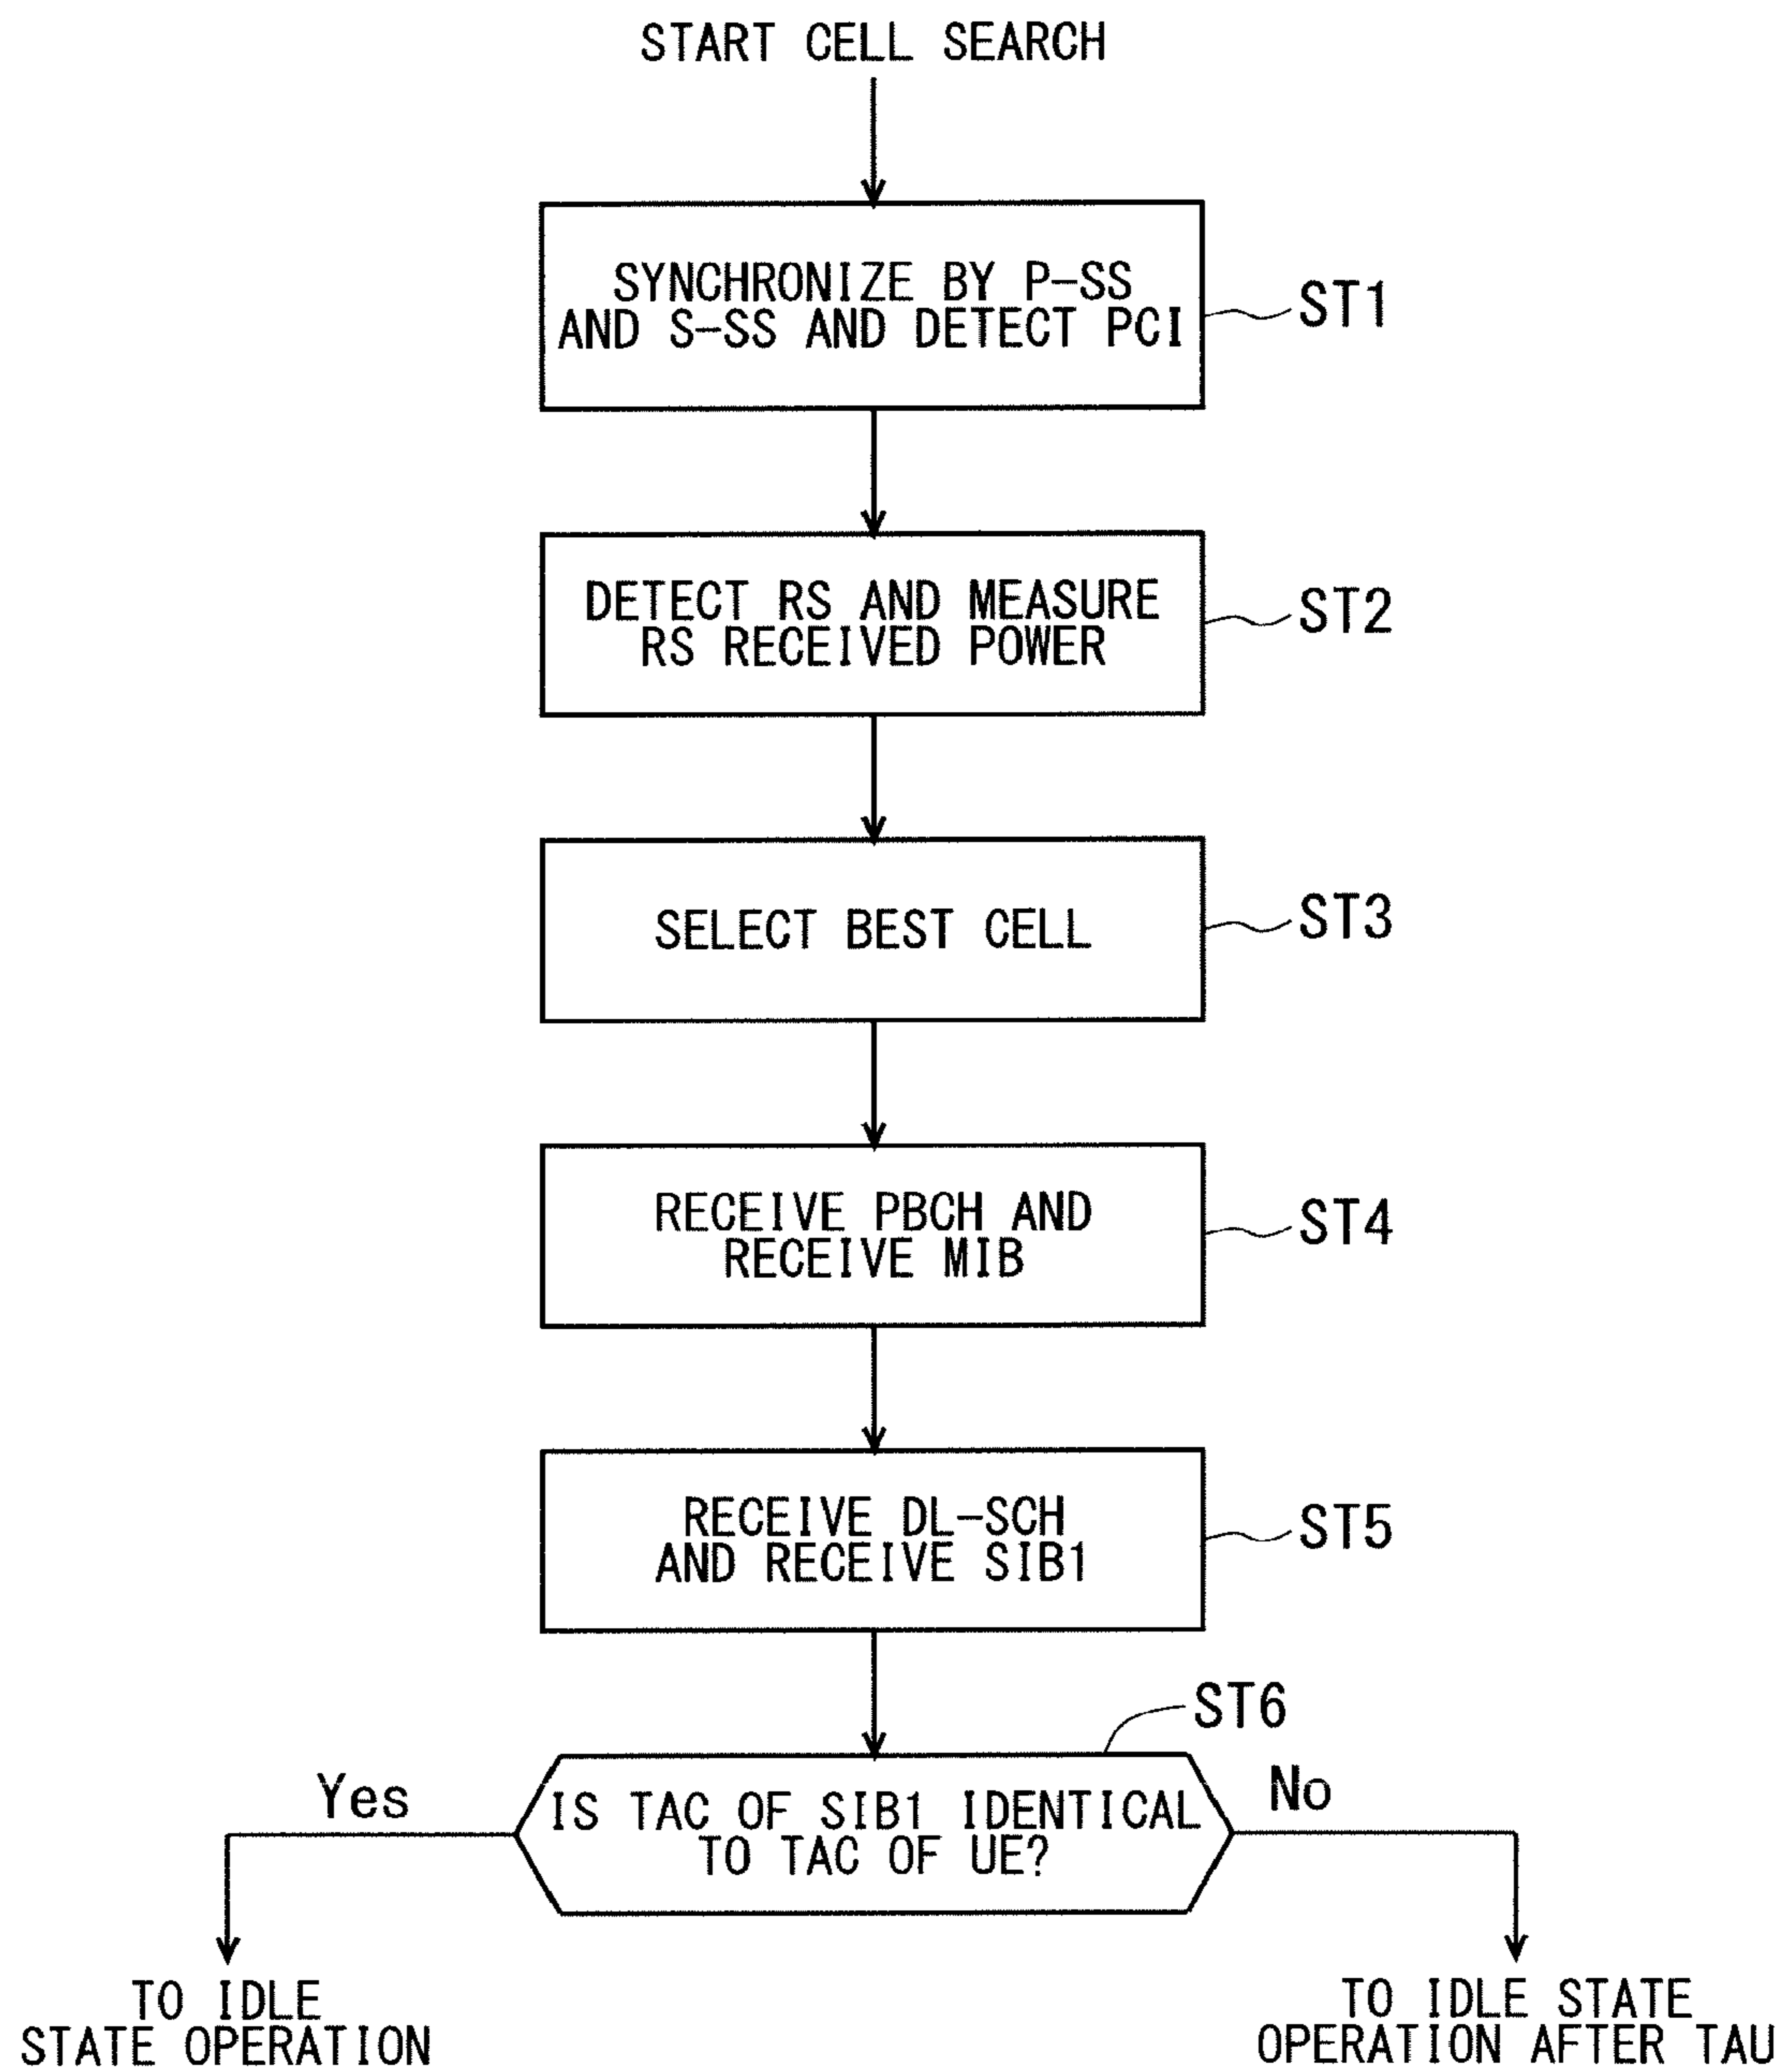 START CELL SEARCH
SYNCHRONIZE BY P-SS
AND S-SS AND DETECT PCI
ST1
DETECT RS AND MEASURE
RS RECEIVED POWER
ST2
SELECT BEST CELL
ST3
RECEIVE PBCH AND
RECEIVE MIB
ST4
RECEIVE DL-SCH
AND RECEIVE SIB1
ST5
ST6
Yes
IS TAC OF SIB1 IDENTICAL
TO TAC OF UE?
No
TO IDLE
STATE OPERATION
TO IDLE STATE
OPERATION AFTER TAU